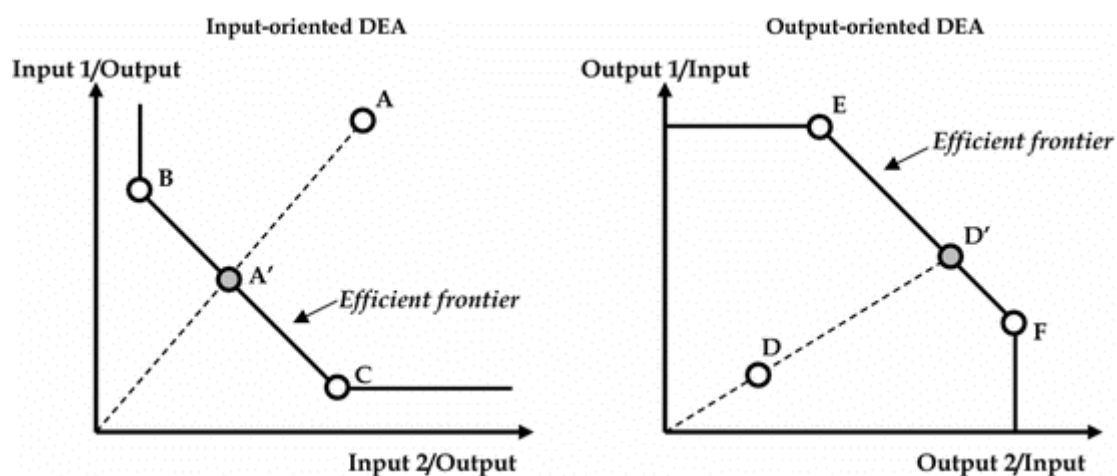 Input-oriented DEA
Input 1/Output
A
B
A′
Efficient frontier
C
Input 2/Output
Output-oriented DEA
Output 1/Input
E
Efficient frontier
D′
D
F
Output 2/Input